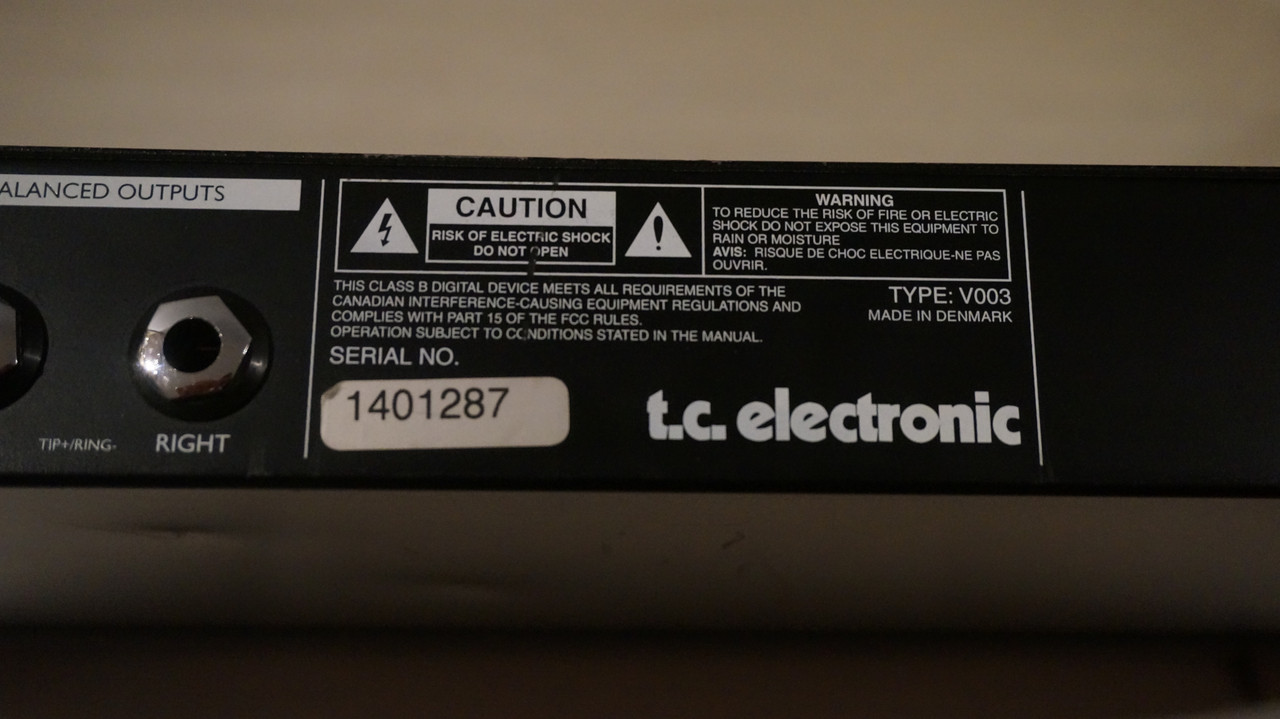 ALANCED OUTPUTS
CAUTION
RISK OF ELECTRIC SHOCK
DO NOT OPEN
WARNING
TO REDUCE THE RISK OF FIRE OR ELECTRIC
SHOCK DO NOT EXPOSE THIS EQUIPMENT TO
RAIN OR MOISTURE
AVIS: RISQUE DE CHOC ELECTRIQUE-NE PAS
OUVRIR.
THIS CLASS B DIGITAL DEVICE MEETS ALL REQUIREMENTS OF THE
CANADIAN INTERFERENCE-CAUSING EQUIPMENT REGULATIONS AND
COMPLIES WITH PART 15 OF THE FCC RULES.
OPERATION SUBJECT TO CONDITIONS STATED IN THE MANUAL.
TYPE: V003
MADE IN DENMARK
SERIAL NO.
1401287
t.c. electronic
TIP+/RING-
RIGHT